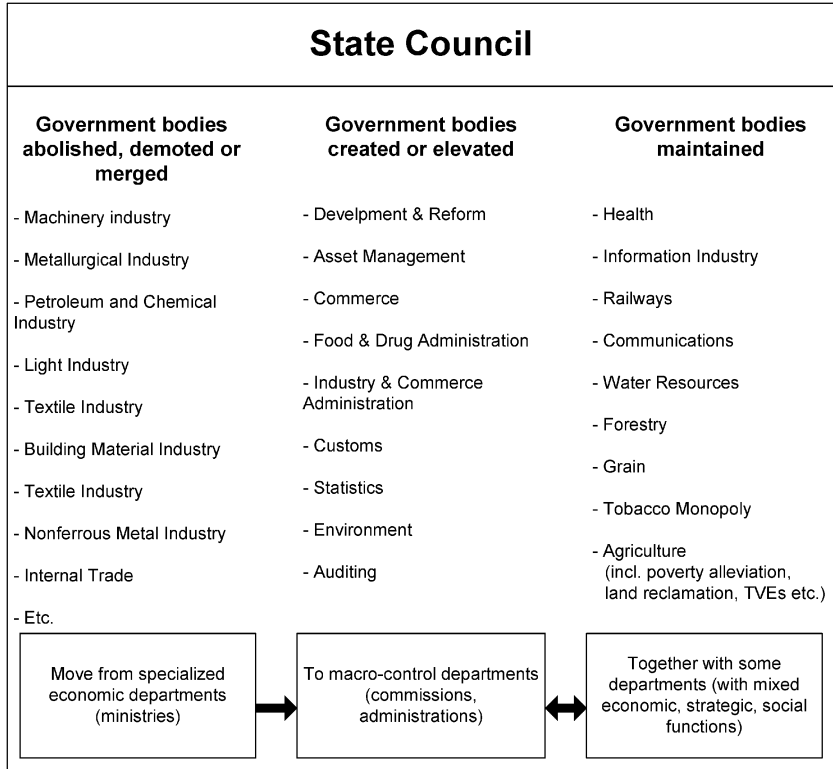 State Council
Government bodies
abolished, demoted or
merged
- Machinery industry
- Metallurgical Industry
- Petroleum and Chemical
Industry
- Light Industry
- Textile Industry
- Building Material Industry
- Textile Industry
- Nonferrous Metal Industry
- Internal Trade
- Etc.
Government bodies
created or elevated
- Develpment & Reform
- Asset Management
- Commerce
- Food & Drug Administration
- Industry & Commerce
Administration
- Customs
- Statistics
- Environment
- Auditing
Government bodies
maintained
- Health
- Information Industry
- Railways
- Communications
- Water Resources
- Forestry
- Grain
- Tobacco Monopoly
- Agriculture
(incl. poverty alleviation,
land reclamation, TVEs etc.)
Move from specialized
economic departments
(ministries)
To macro-control departments
(commissions,
administrations)
Together with some
departments (with mixed
economic, strategic, social
functions)